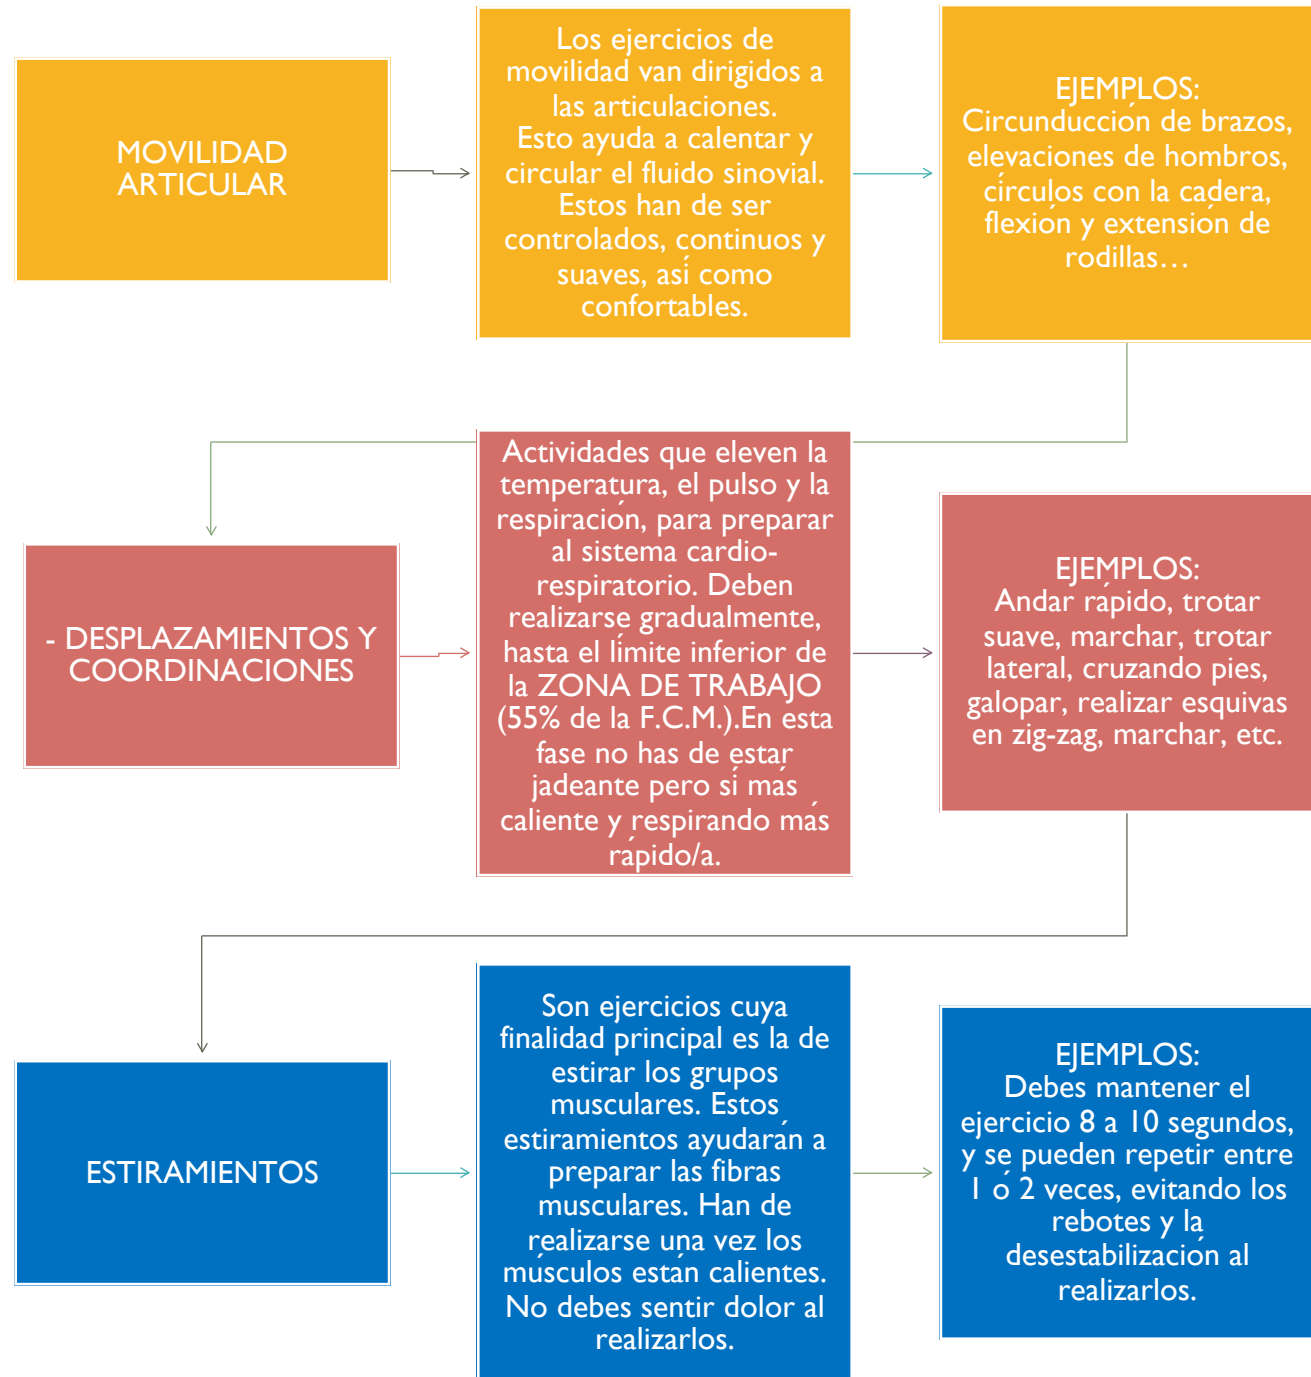 MOVILIDAD
ARTICULAR
Los ejercicios de
movilidad van dirigidos a
las articulaciones.
Esto ayuda a calentar y
circular el fluido sinovial.
Estos han de ser
controlados, continuos y
suaves, así como
confortables.
EJEMPLOS:
Circunducción de brazos,
elevaciones de hombros,
círculos con la cadera,
flexión y extensión de
rodillas…
- DESPLAZAMIENTOS Y
COORDINACIONES
Actividades que eleven la
temperatura, el pulso y la
respiración, para preparar
al sistema cardio-
respiratorio. Deben
realizarse gradualmente,
hasta el límite inferior de
la ZONA DE TRABAJO
(55% de la F.C.M.).En esta
fase no has de estar
jadeante pero sí más
caliente y respirando más
rápido/a.
EJEMPLOS:
Andar rápido, trotar
suave, marchar, trotar
lateral, cruzando pies,
galopar, realizar esquivas
en zig-zag, marchar, etc.
ESTIRAMIENTOS
Son ejercicios cuya
finalidad principal es la de
estirar los grupos
musculares. Estos
estiramientos ayudarán a
preparar las fibras
musculares. Han de
realizarse una vez los
músculos están calientes.
No debes sentir dolor al
realizarlos.
EJEMPLOS:
Debes mantener el
ejercicio 8 a 10 segundos,
y se pueden repetir entre
1 ó 2 veces, evitando los
rebotes y la
desestabilización al
realizarlos.